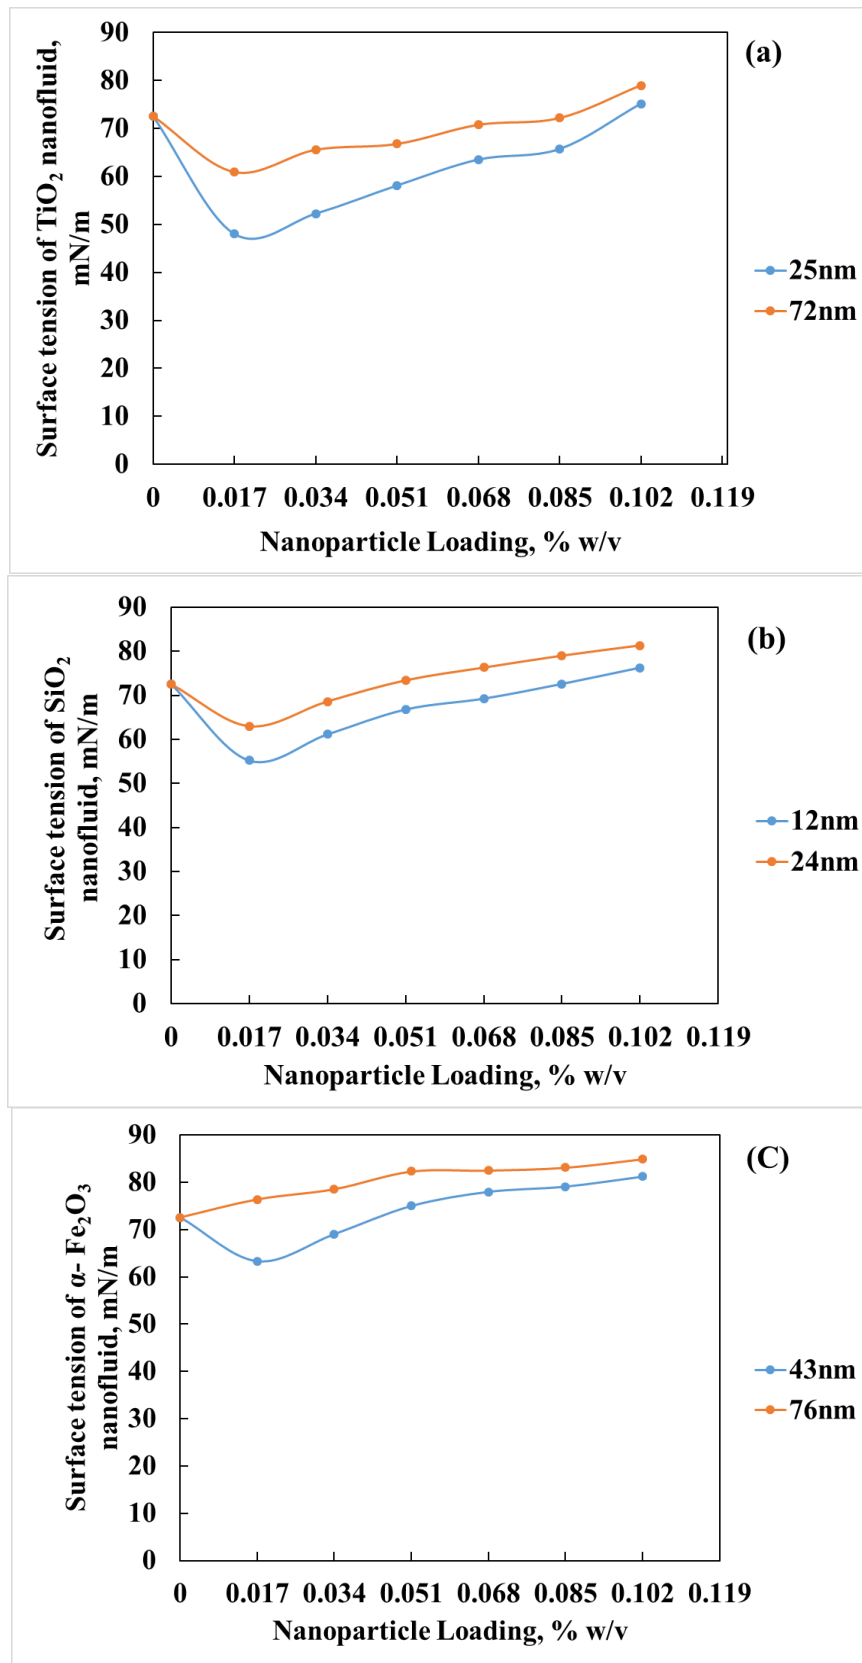 (a)
Surface tension of TiO₂ nanofluid,
mN/m
90
80
70
60
50
40
30
20
10
0
0 0.017 0.034 0.051 0.068 0.085 0.102 0.119
Nanoparticle Loading, % w/v
25nm
72nm
(b)
Surface tension of SiO₂
nanofluid, mN/m
90
80
70
60
50
40
30
20
10
0
0 0.017 0.034 0.051 0.068 0.085 0.102 0.119
Nanoparticle Loading, % w/v
12nm
24nm
(C)
Surface tension of α- Fe₂O₃
nanofluid, mN/m
90
80
70
60
50
40
30
20
10
0
0 0.017 0.034 0.051 0.068 0.085 0.102 0.119
Nanoparticle Loading, % w/v
43nm
76nm